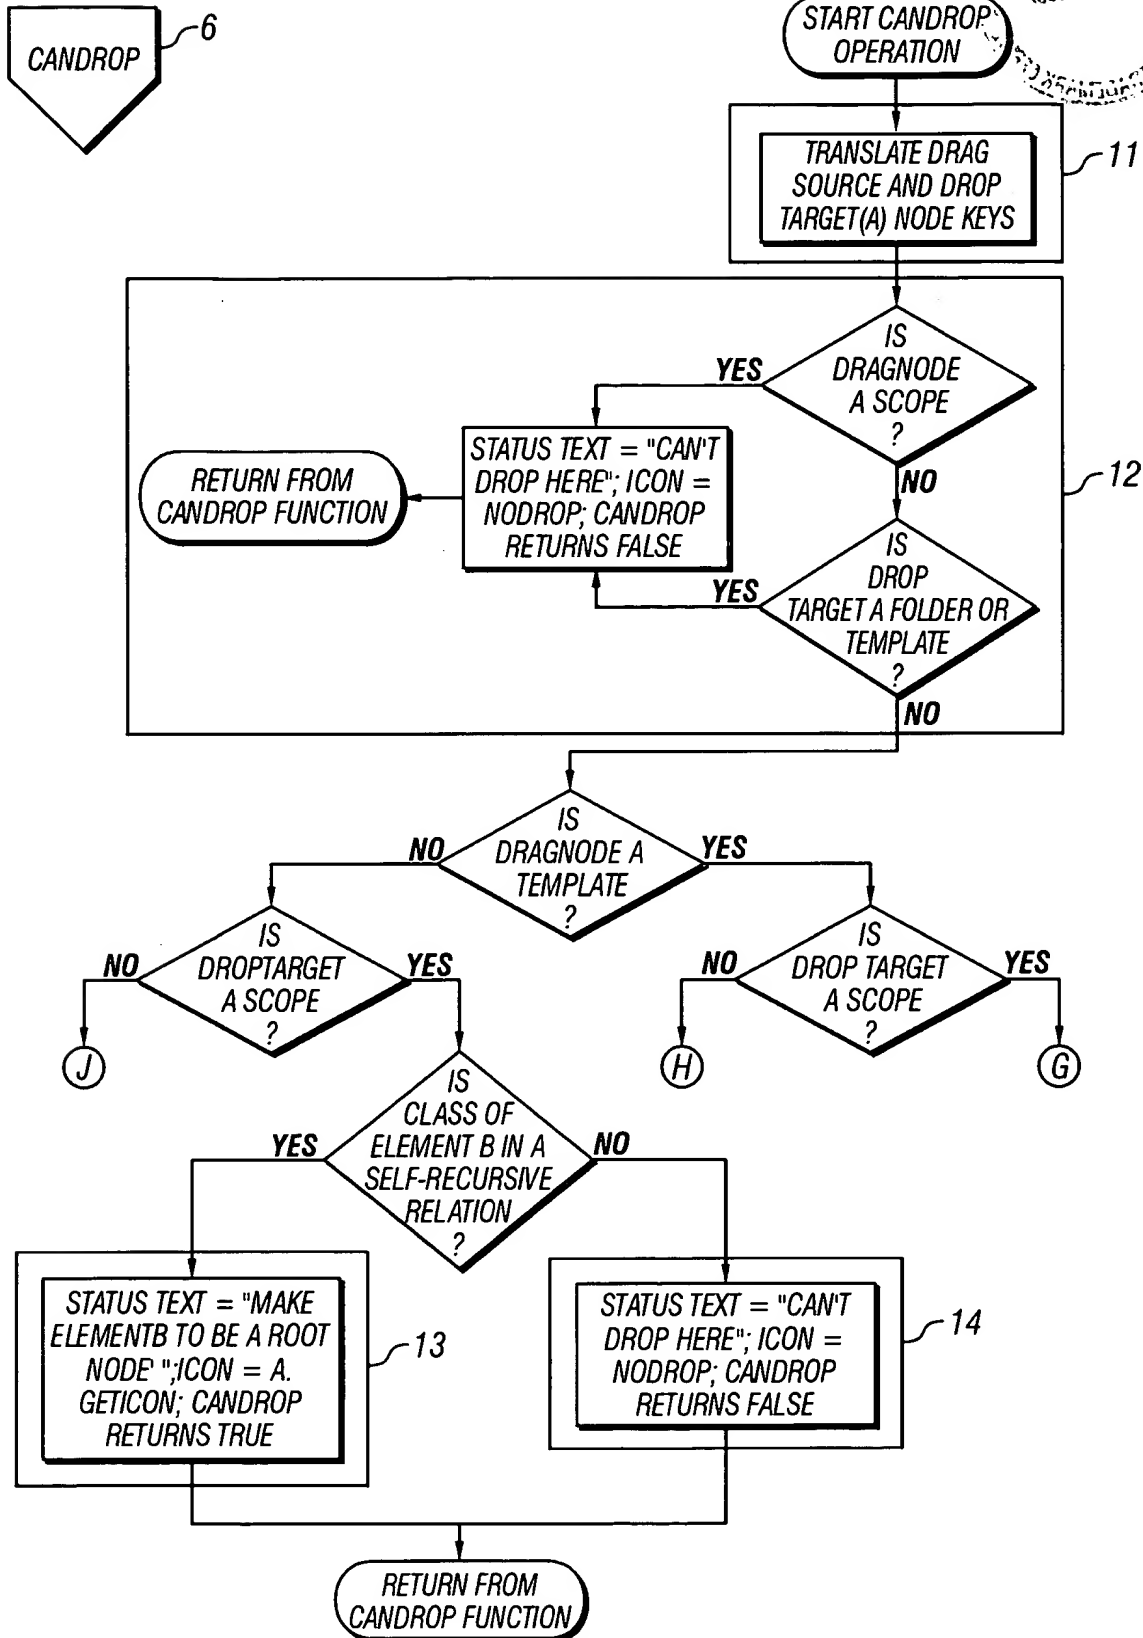 CANDROP
6
START CANDROP
OPERATION
TRANSLATE DRAG
SOURCE AND DROP
TARGET(A) NODE KEYS
11
IS
DRAGNODE
A SCOPE
?
YES
NO
STATUS TEXT = "CAN'T
DROP HERE"; ICON =
NODROP; CANDROP
RETURNS FALSE
RETURN FROM
CANDROP FUNCTION
12
IS
DROP
TARGET A FOLDER OR
TEMPLATE
?
YES
NO
IS
DRAGNODE A
TEMPLATE
?
NO
YES
IS
DROPTARGET
A SCOPE
?
NO
YES
IS
DROP TARGET
A SCOPE
?
NO
YES
J
H
G
IS
CLASS OF
ELEMENT B IN A
SELF-RECURSIVE
RELATION
?
YES
NO
STATUS TEXT = "MAKE
ELEMENTB TO BE A ROOT
NODE' ";ICON = A.
GETICON; CANDROP
RETURNS TRUE
13
STATUS TEXT = "CAN'T
DROP HERE"; ICON =
NODROP; CANDROP
RETURNS FALSE
14
RETURN FROM
CANDROP FUNCTION